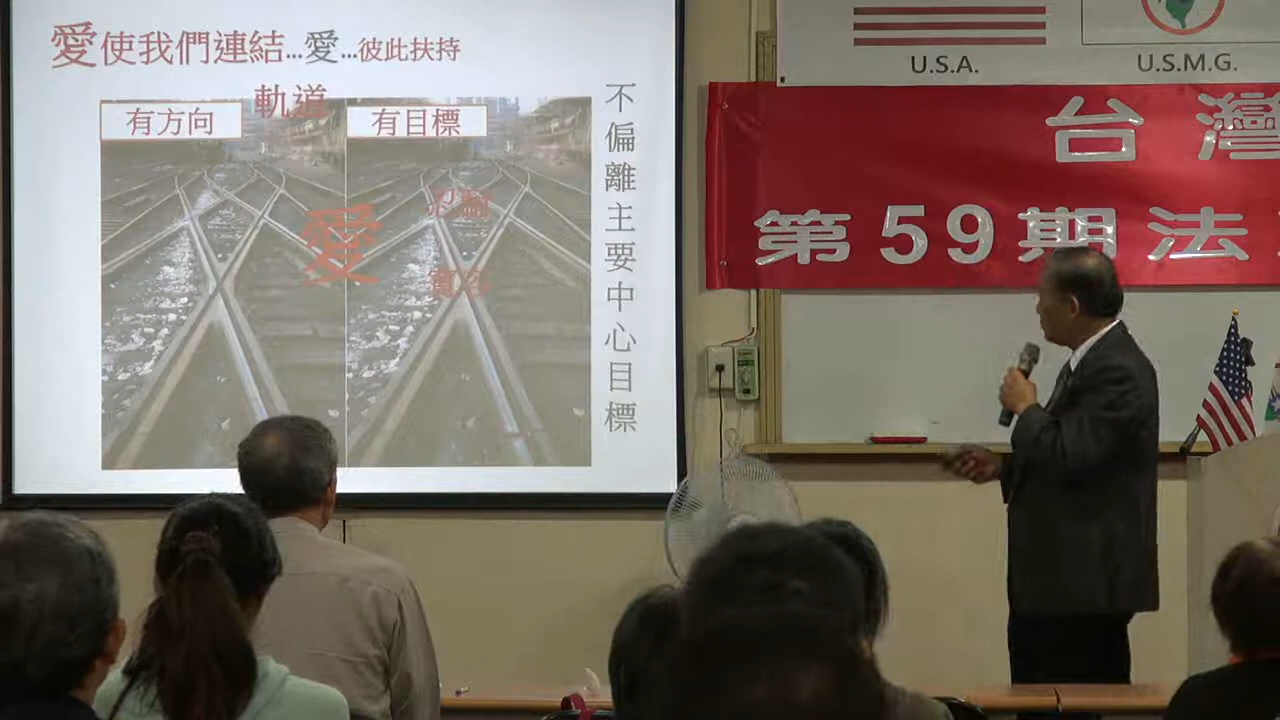 愛使我們連結...愛...彼此扶持
軌道
有方向
有目標
愛
不偏離主要中心目標
U.S.A.
U.S.M.G.
台灣
第59期法